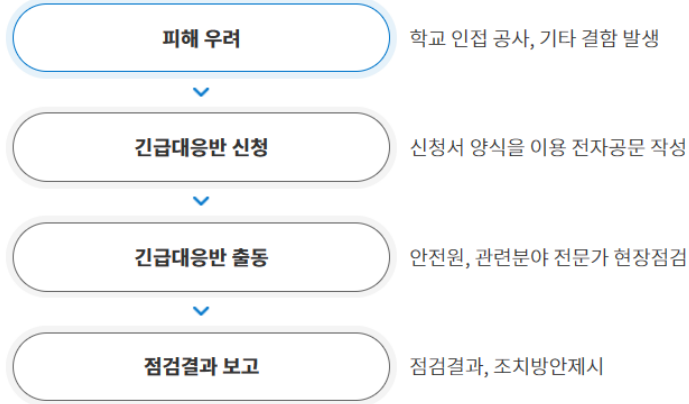 피해 우려
학교 인접 공사, 기타 결함 발생
긴급대응반 신청
신청서 양식을 이용 전자공문 작성
긴급대응반 출동
안전원, 관련분야 전문가 현장점검
점검결과 보고
점검결과, 조치방안제시